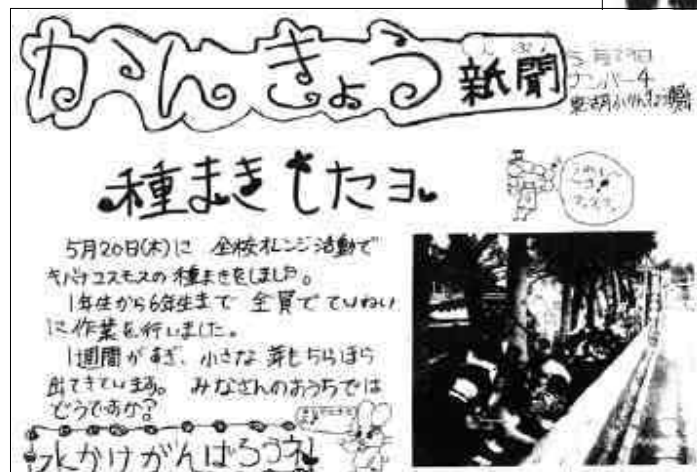 かんきょう新聞
5月29日
ナンバー4
種まきしたヨ
5月20日(木)に 全校オレンジ活動で
キバナコスモスの種まきをしました。
1年生から6年生まで 全員で ていねい
に作業を行いました。
1週間がすぎ、小さな 芽もちらほら
出てきています。 みなさんのおうちでは
どうですか?
水かけがんばろうネ!